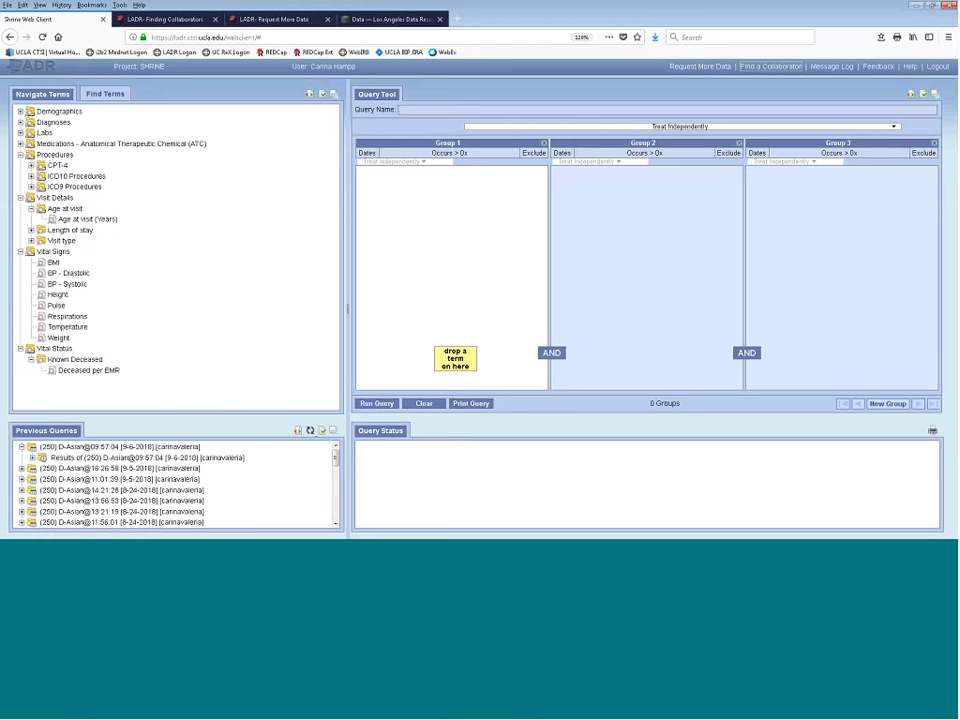 File Edit View History Bookmarks Tools Help
Shrine Web Client
LADR- Finding Collaborators
LADR- Request More Data
Data — Los Angeles Data Res
https://ladr.ctsi.ucla.edu/webclient/#
120%
Search
UCLA CTSI | Virtual Ho...
i2b2 Mednet Logon
LADR Logon
UC ReX Logon
REDCap
REDCap Ext
WebIRB
UCLA BIP ISRA
WebEx
LADR
Project: SHRINE
User: Carina Hampp
Request More Data | Find a Collaborator | Message Log | Feedback | Help | Logout
Navigate Terms
Find Terms
Demographics
Diagnoses
Labs
Medications - Anatomical Therapeutic Chemical (ATC)
Procedures
CPT-4
ICD10 Procedures
ICD9 Procedures
Visit Details
Age at visit
Age at visit (Years)
Length of stay
Visit type
Vital Signs
BMI
BP - Diastolic
BP - Systolic
Height
Pulse
Respirations
Temperature
Weight
Vital Status
Known Deceased
Deceased per EMR
Previous Queries
(250) D-Asian@09:57:04 [9-6-2018] [carinavaleria]
Results of (250) D-Asian@09:57:04 [9-6-2018] [carinavaleria]
(250) D-Asian@16:26:58 [9-5-2018] [carinavaleria]
(250) D-Asian@11:01:39 [9-5-2018] [carinavaleria]
(250) D-Asian@14:21:28 [8-24-2018] [carinavaleria]
(250) D-Asian@13:56:53 [8-24-2018] [carinavaleria]
(250) D-Asian@13:21:19 [8-24-2018] [carinavaleria]
(250) D-Asian@11:56:01 [8-24-2018] [carinavaleria]
Query Tool
Query Name:
Treat Independently
Group 1
Dates Occurs > 0x Exclude
Treat Independently
Group 2
Dates Occurs > 0x Exclude
Treat Independently
Group 3
Dates Occurs > 0x Exclude
Treat Independently
drop a
term
on here
AND
AND
Run Query
Clear
Print Query
0 Groups
New Group
Query Status